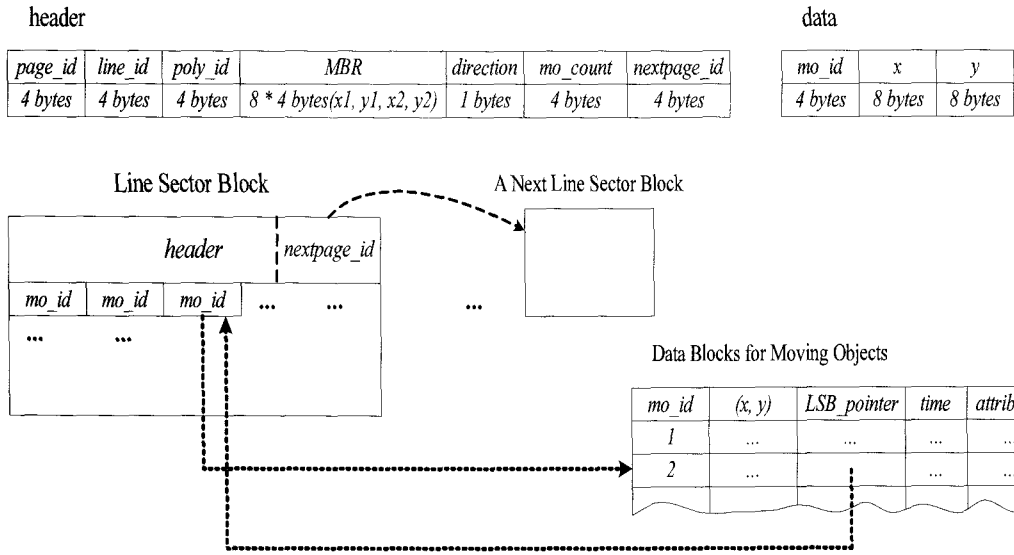 header
data
page_id line_id poly_id MBR direction mo_count nextpage_id
4 bytes 4 bytes 4 bytes 8 * 4 bytes(x1, y1, x2, y2) 1 bytes 4 bytes 4 bytes
mo_id x y
4 bytes 8 bytes 8 bytes
Line Sector Block
A Next Line Sector Block
header nextpage_id
mo_id mo_id mo_id ... ... ...
... ...
Data Blocks for Moving Objects
mo_id (x, y) LSB_pointer time attrib
1 ... ... ... ...
2 ... ... ...